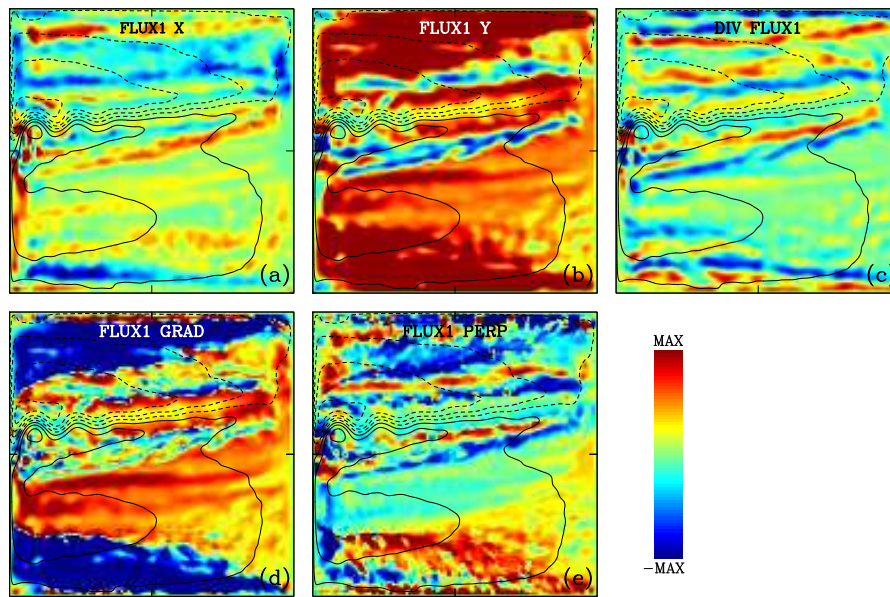 FLUX1 X
FLUX1 Y
DIV FLUX1
(a)
(b)
(c)
FLUX1 GRAD
FLUX1 PERP
MAX
-MAX
(d)
(e)